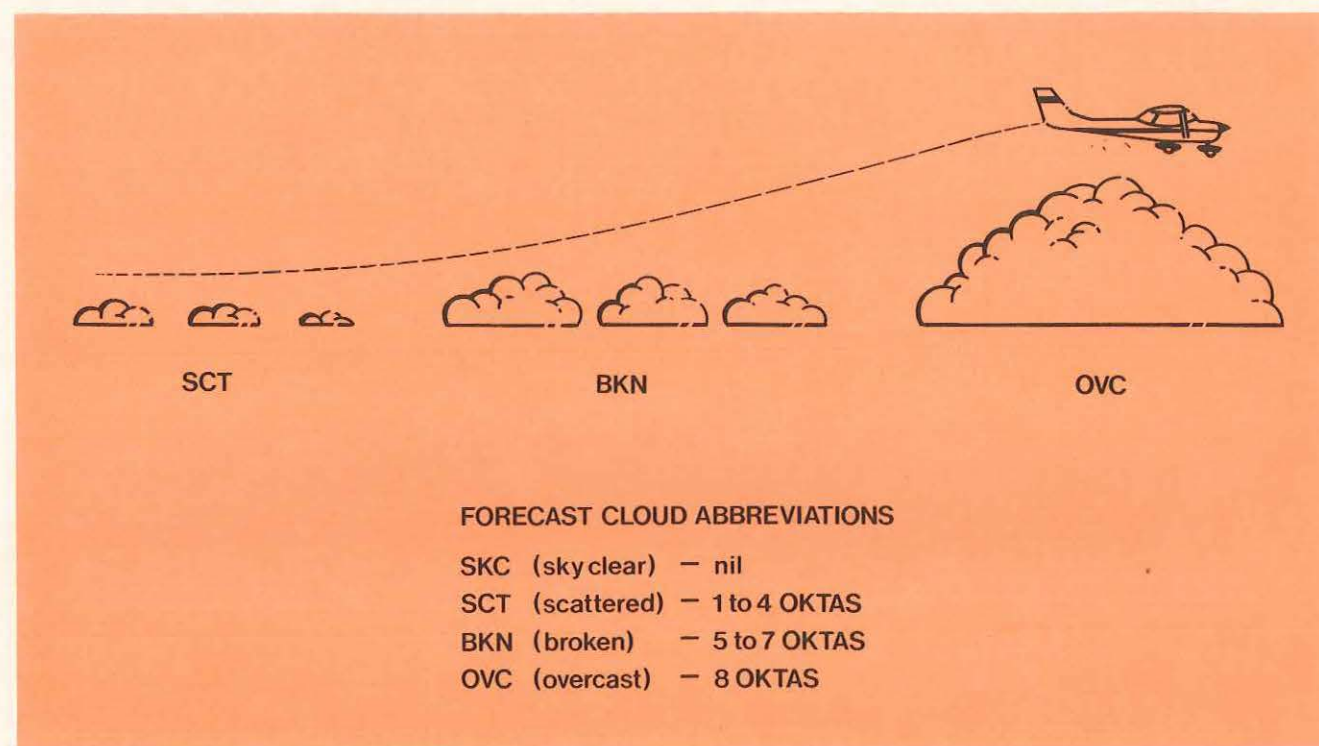 SCT BKN OVC
FORECAST CLOUD ABBREVIATIONS
SKC (sky clear) — nil
SCT (scattered) — 1 to 4 OKTAS
BKN (broken) — 5 to 7 OKTAS
OVC (overcast) — 8 OKTAS